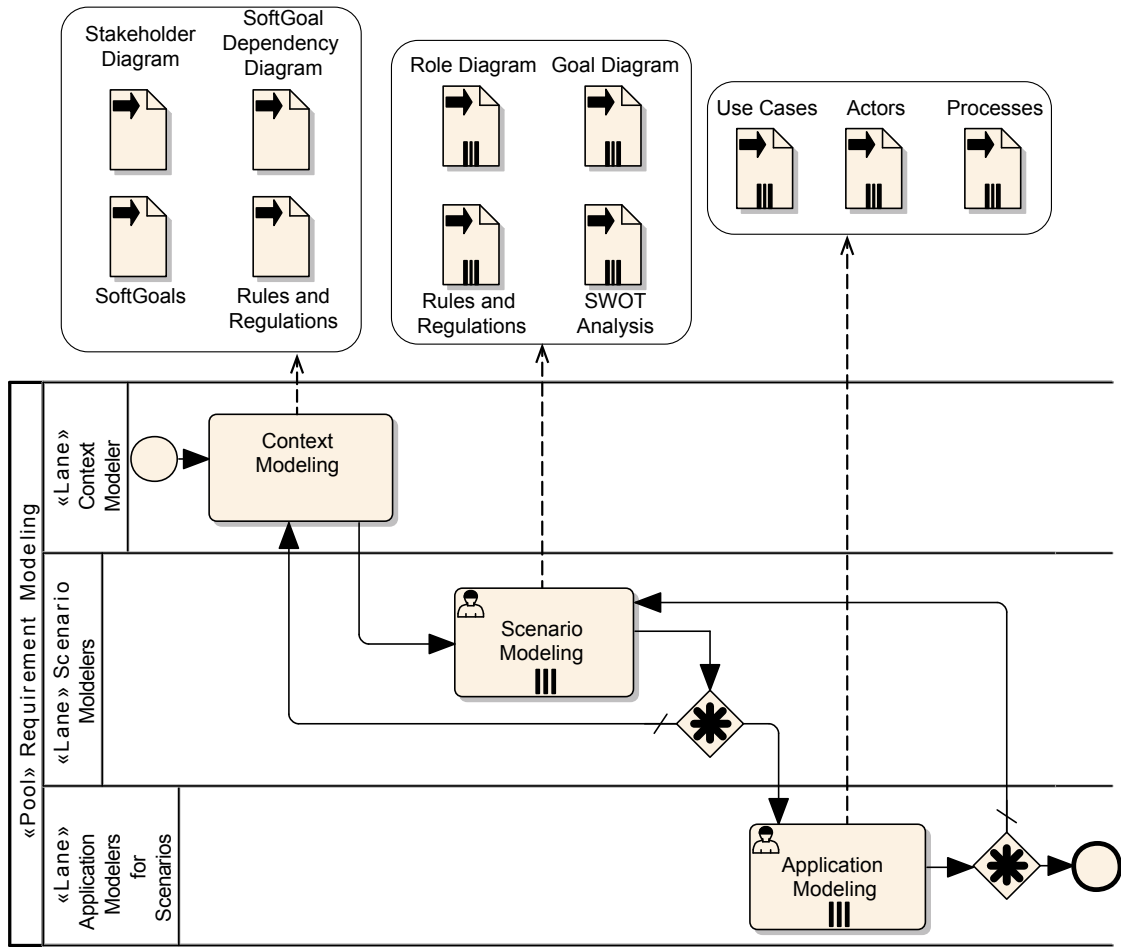 Stakeholder
Diagram
SoftGoal
Dependency
Diagram
SoftGoals
Rules and
Regulations
Role Diagram
Goal Diagram
Rules and
Regulations
SWOT
Analysis
Use Cases
Actors
Processes
«Pool» Requirement Modeling
«Lane»
Context
Modeler
Context
Modeling
«Lane» Scenario
Moldelers
Scenario
Modeling
«Lane»
Application
Modelers
for
Scenarios
Application
Modeling